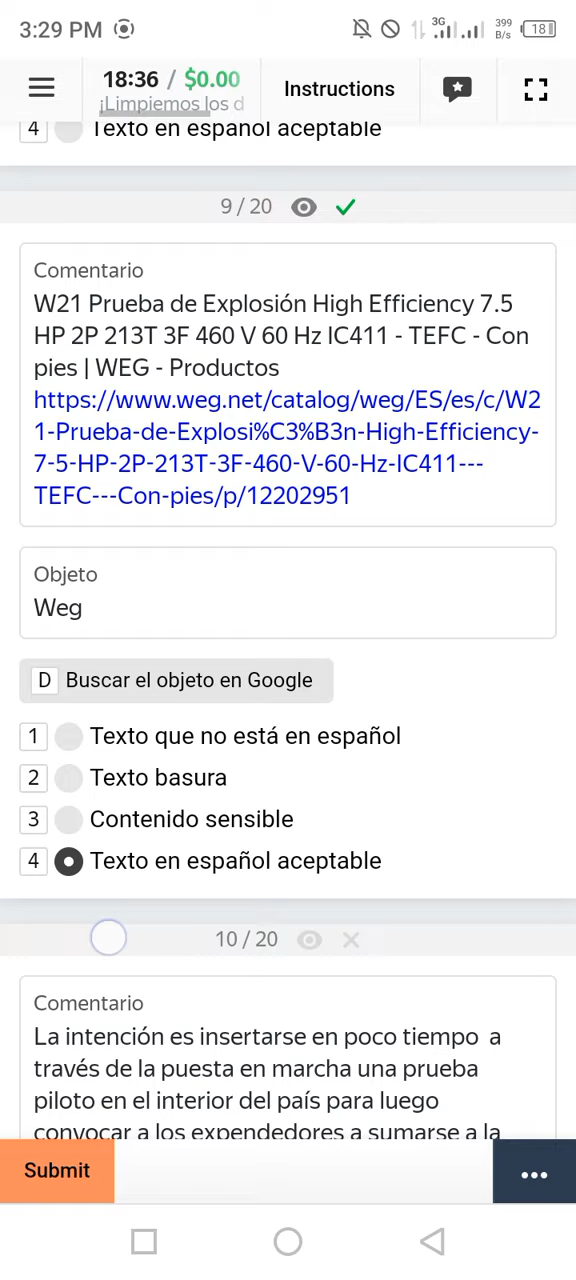 3:29 PM
3G
399
B/s
18
18:36 / $0.00
¡Limpiemos los d
Instructions
4 Texto en español aceptable
9 / 20
Comentario
W21 Prueba de Explosión High Efficiency 7.5
HP 2P 213T 3F 460 V 60 Hz IC411 - TEFC - Con
pies | WEG - Productos
https://www.weg.net/catalog/weg/ES/es/c/W2
1-Prueba-de-Explosi%C3%B3n-High-Efficiency-
7-5-HP-2P-213T-3F-460-V-60-Hz-IC411---
TEFC---Con-pies/p/12202951
Objeto
Weg
D Buscar el objeto en Google
1 Texto que no está en español
2 Texto basura
3 Contenido sensible
4 Texto en español aceptable
10 / 20
Comentario
La intención es insertarse en poco tiempo a
través de la puesta en marcha una prueba
piloto en el interior del país para luego
convocar a los expendedores a sumarse a la
Submit